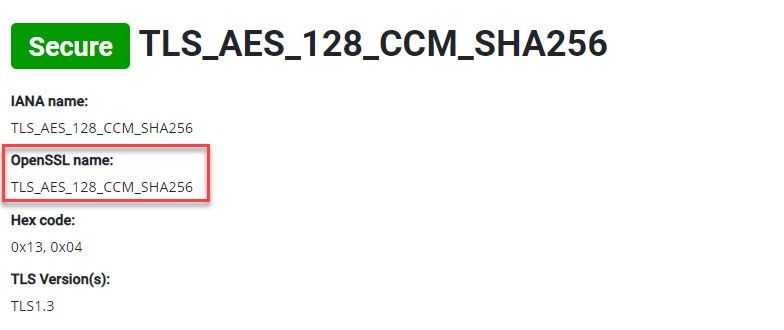 Secure TLS_AES_128_CCM_SHA256
IANA name:
TLS_AES_128_CCM_SHA256
OpenSSL name:
TLS_AES_128_CCM_SHA256
Hex code:
0x13, 0x04
TLS Version(s):
TLS1.3